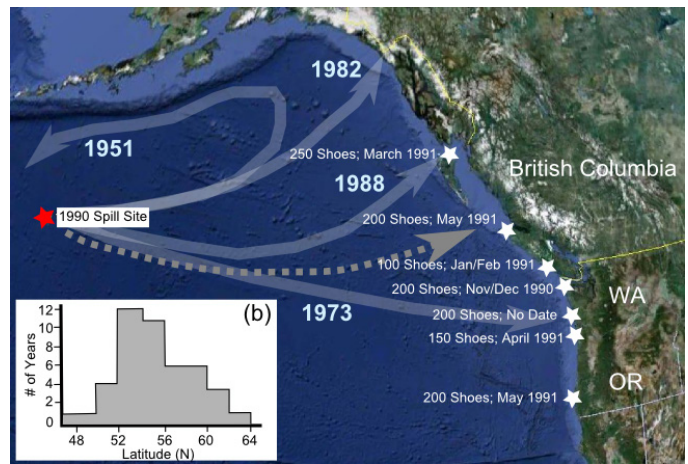 1982
1951
250 Shoes; March 1991
British Columbia
1988
1990 Spill Site
200 Shoes; May 1991
100 Shoes; Jan/Feb 1991
200 Shoes; Nov/Dec 1990
WA
1973
200 Shoes; No Date
150 Shoes; April 1991
OR
200 Shoes; May 1991
(b)
# of Years
12
10
8
6
4
2
0
48 52 56 60 64
Latitude (N)